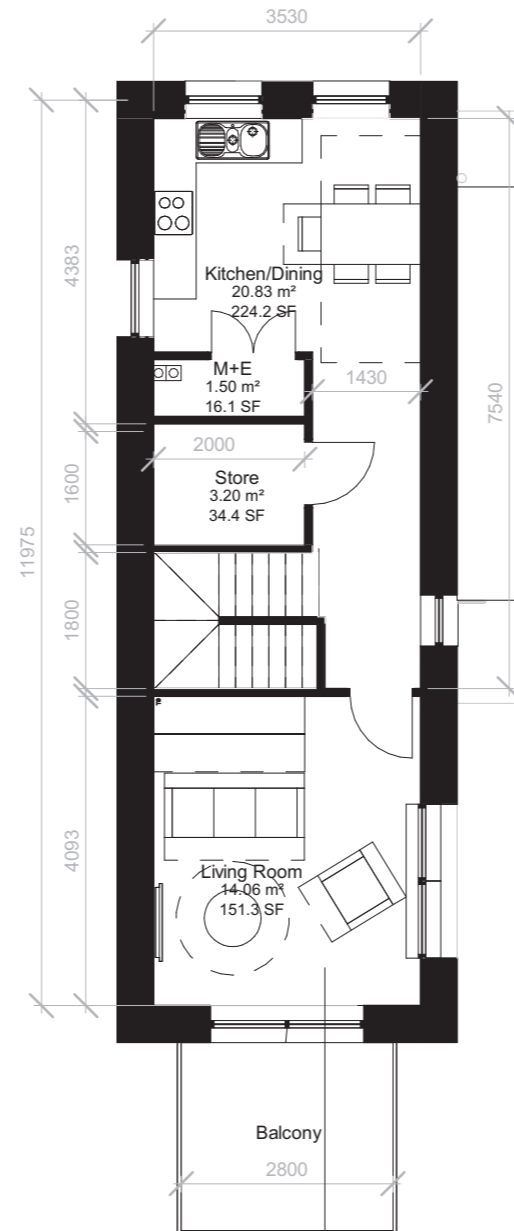 3530
4383
Kitchen/Dining
20.83 m²
224.2 SF
M+E
1.50 m²
16.1 SF
1430
7540
2000
Store
3.20 m²
34.4 SF
1600
11975
1800
4093
Living Room
14.06 m²
151.3 SF
Balcony
2800